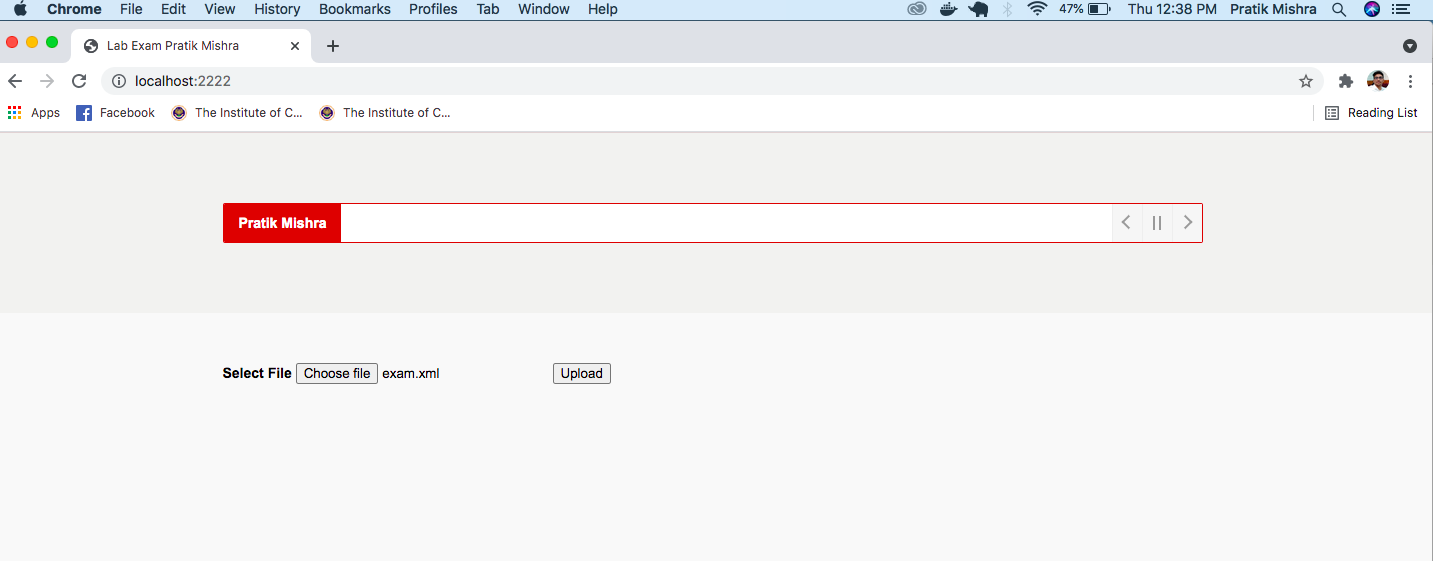 Chrome File Edit View History Bookmarks Profiles Tab Window Help 47% Thu 12:38 PM Pratik Mishra
Lab Exam Pratik Mishra
localhost:2222
Apps Facebook The Institute of C... The Institute of C... Reading List
Pratik Mishra
Select File Choose file exam.xml Upload